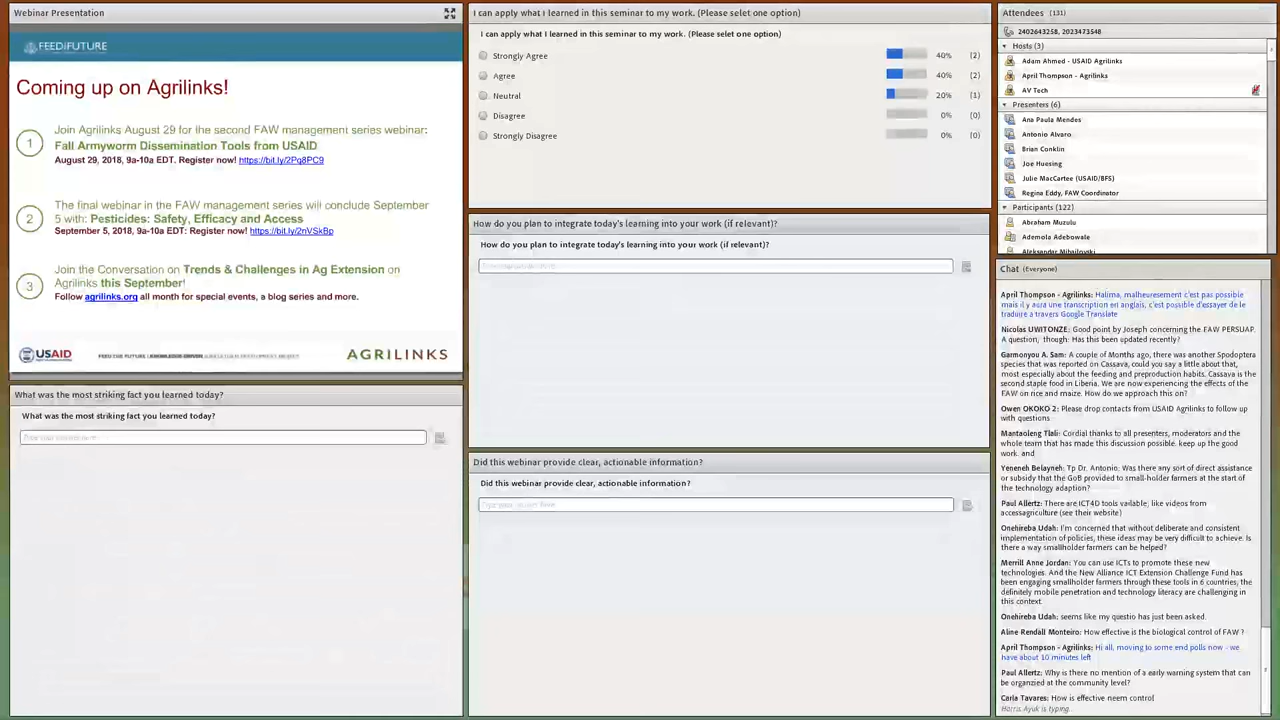 Webinar Presentation
FEEDiFUTURE
Coming up on Agrilinks!
1
Join Agrilinks August 29 for the second FAW management series webinar:
Fall Armyworm Dissemination Tools from USAID
August 29, 2018, 9a-10a EDT. Register now! https://bit.ly/2Pq8PC9
2
The final webinar in the FAW management series will conclude September
5 with: Pesticides: Safety, Efficacy and Access
September 5, 2018, 9a-10a EDT: Register now! https://bit.ly/2nVSkBp
3
Join the Conversation on Trends & Challenges in Ag Extension on
Agrilinks this September!
Follow agrilinks.org all month for special events, a blog series and more.
USAID
AGRILINKS
What was the most striking fact you learned today?
What was the most striking fact you learned today?
I can apply what I learned in this seminar to my work. (Please selet one option)
I can apply what I learned in this seminar to my work. (Please selet one option)
Strongly Agree 40% (2)
Agree 40% (2)
Neutral 20% (1)
Disagree 0% (0)
Strongly Disagree 0% (0)
How do you plan to integrate today's learning into your work (if relevant)?
How do you plan to integrate today's learning into your work (if relevant)?
Did this webinar provide clear, actionable information?
Did this webinar provide clear, actionable information?
Attendees (131)
2402643258, 2023473548
Hosts (3)
Adam Ahmed - USAID Agrilinks
April Thompson - Agrilinks
AV Tech
Presenters (6)
Ana Paula Mendes
Antonio Alvaro
Brian Conklin
Joe Huesing
Julie MacCartee (USAID/BFS)
Regina Eddy, FAW Coordinator
Participants (122)
Abraham Muzulu
Ademola Adebowale
Aleksandar Mihajlovski
Chat (Everyone)
April Thompson - Agrilinks: Halima, malheuresement c'est pas possible
mais il y aura une transcription en anglais, c'est possible d'essayer de le
traduire a travers Google Translate
Nicolas UWITONZE: Good point by Joseph concerning the FAW PERSUAP.
A question, though: Has this been updated recently?
Garmonyou A. Sam: A couple of Months ago, there was another Spodoptera
species that was reported on Cassava, could you say a little about that,
most especially about the feeding and preproduction habits. Cassava is the
second staple food in Liberia. We are now experiencing the effects of the
FAW on rice and maize. How do we approach this on?
Owen OKOKO 2: Please drop contacts from USAID Agrilinks to follow up
with questions
Mantaoleng Tlali: Cordial thanks to all presenters, moderators and the
whole team that has made this discussion possible. keep up the good
work. and
Yeneneh Belayneh: Tp Dr. Antonio: Was there any sort of direct assistance
or subsidy that the GoB provided to small-holder farmers at the start of
the technology adaption?
Paul Allertz: There are ICT4D tools vailable, like videos from
accessagriculture (see their website)
Onehireba Udah: I'm concerned that without deliberate and consistent
implementation of policies, these ideas may be very difficult to achieve. Is
there a way smallholder farmers can be helped?
Merrill Anne Jordan: You can use ICTs to promote these new
technologies. And the New Alliance ICT Extension Challenge Fund has
been engaging smallholder farmers through these tools in 6 countries, the
definitely mobile penetration and technology literacy are challenging in
this context.
Onehireba Udah: seems like my questio has just been asked.
Aline Rendall Monteiro: How effective is the biological control of FAW ?
April Thompson - Agrilinks: Hi all, moving to some end polls now - we
have about 10 minutes left
Paul Allertz: Why is there no mention of a early warning system that can
be organzied at the community level?
Carla Tavares: How is effective neem control
Harru. Ayuk is typing...